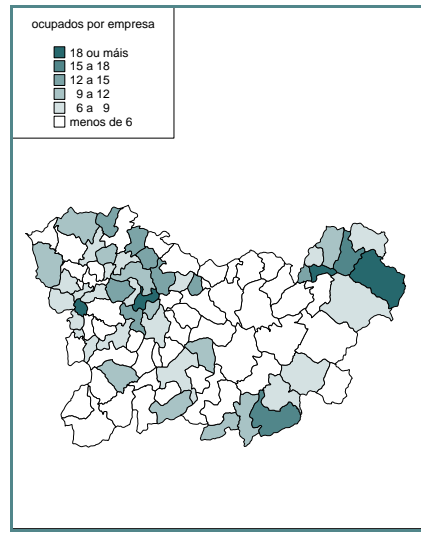 ocupados por empresa
18 ou máis
15 a 18
12 a 15
9 a 12
6 a 9
menos de 6